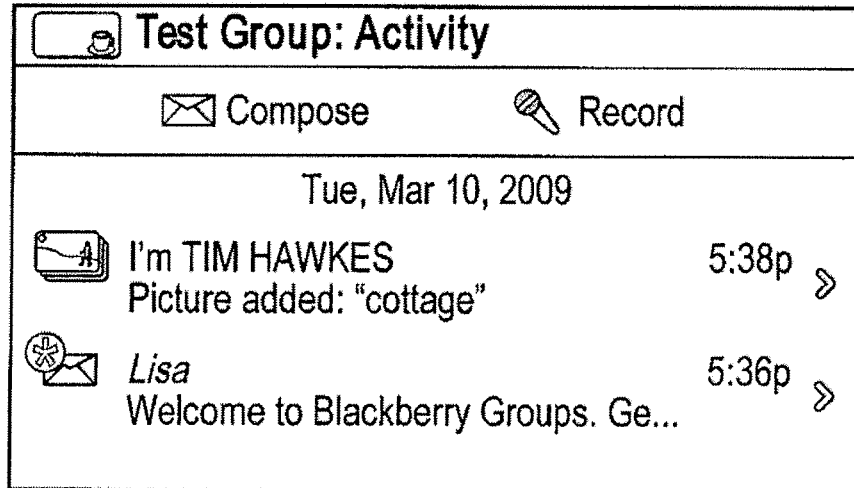 Test Group: Activity
Compose Record
Tue, Mar 10, 2009
I'm TIM HAWKES 5:38p
Picture added: “cottage”
Lisa 5:36p
Welcome to Blackberry Groups. Ge...